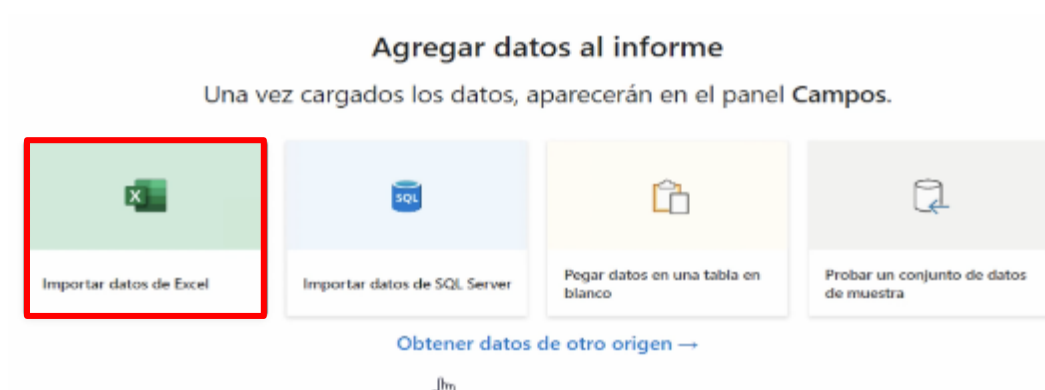 Agregar datos al informe
Una vez cargados los datos, aparecerán en el panel Campos.
SQL
Importar datos de Excel
Importar datos de SQL Server
Pegar datos en una tabla en
blanco
Probar un conjunto de datos
de muestra
Obtener datos de otro origen →